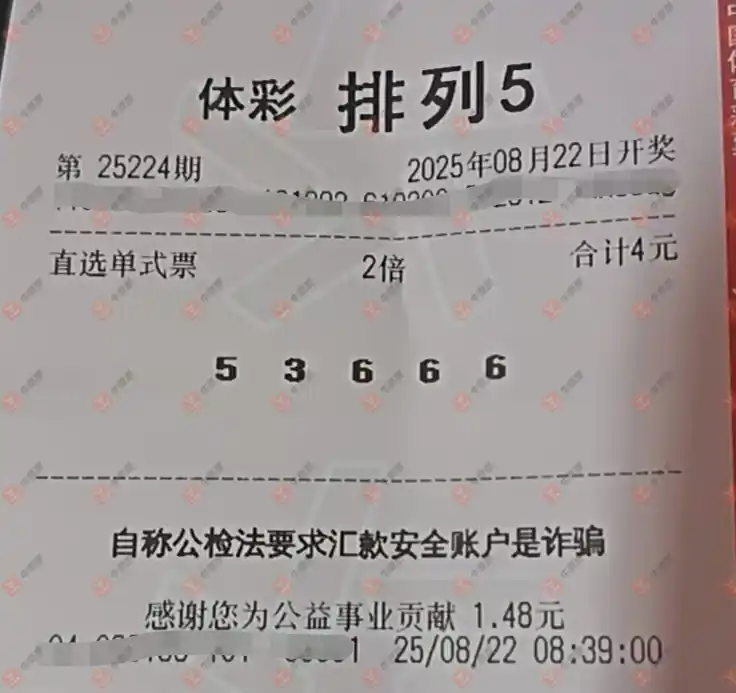 体彩 排列5
第 25224期 2025年08月22日开奖
直选单式票 2倍 合计4元
5 3 6 6 6
自称公检法要求汇款安全账户是诈骗
感谢您为公益事业贡献 1.48元
25/08/22 08:39:00